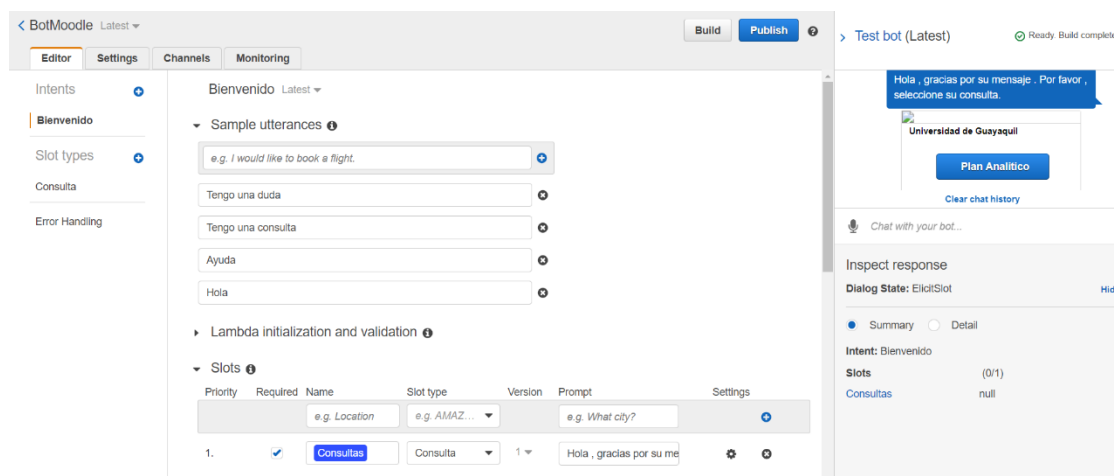 BotMoodle Latest
Build
Publish
Editor
Settings
Channels
Monitoring
Intents
Bienvenido
Slot types
Consulta
Error Handling
Bienvenido Latest
Sample utterances
e.g. I would like to book a flight.
Tengo una duda
Tengo una consulta
Ayuda
Hola
Lambda initialization and validation
Slots
Priority Required Name Slot type Version Prompt Settings
e.g. Location e.g. AMAZ... e.g. What city?
1. Consultas Consulta 1 Hola , gracias por su me
Test bot (Latest)
Ready. Build complete
Hola , gracias por su mensaje . Por favor ,
seleccione su consulta.
Universidad de Guayaquil
Plan Analitico
Clear chat history
Chat with your bot...
Inspect response
Dialog State: ElicitSlot
Hid
Summary Detail
Intent: Bienvenido
Slots (0/1)
Consultas null